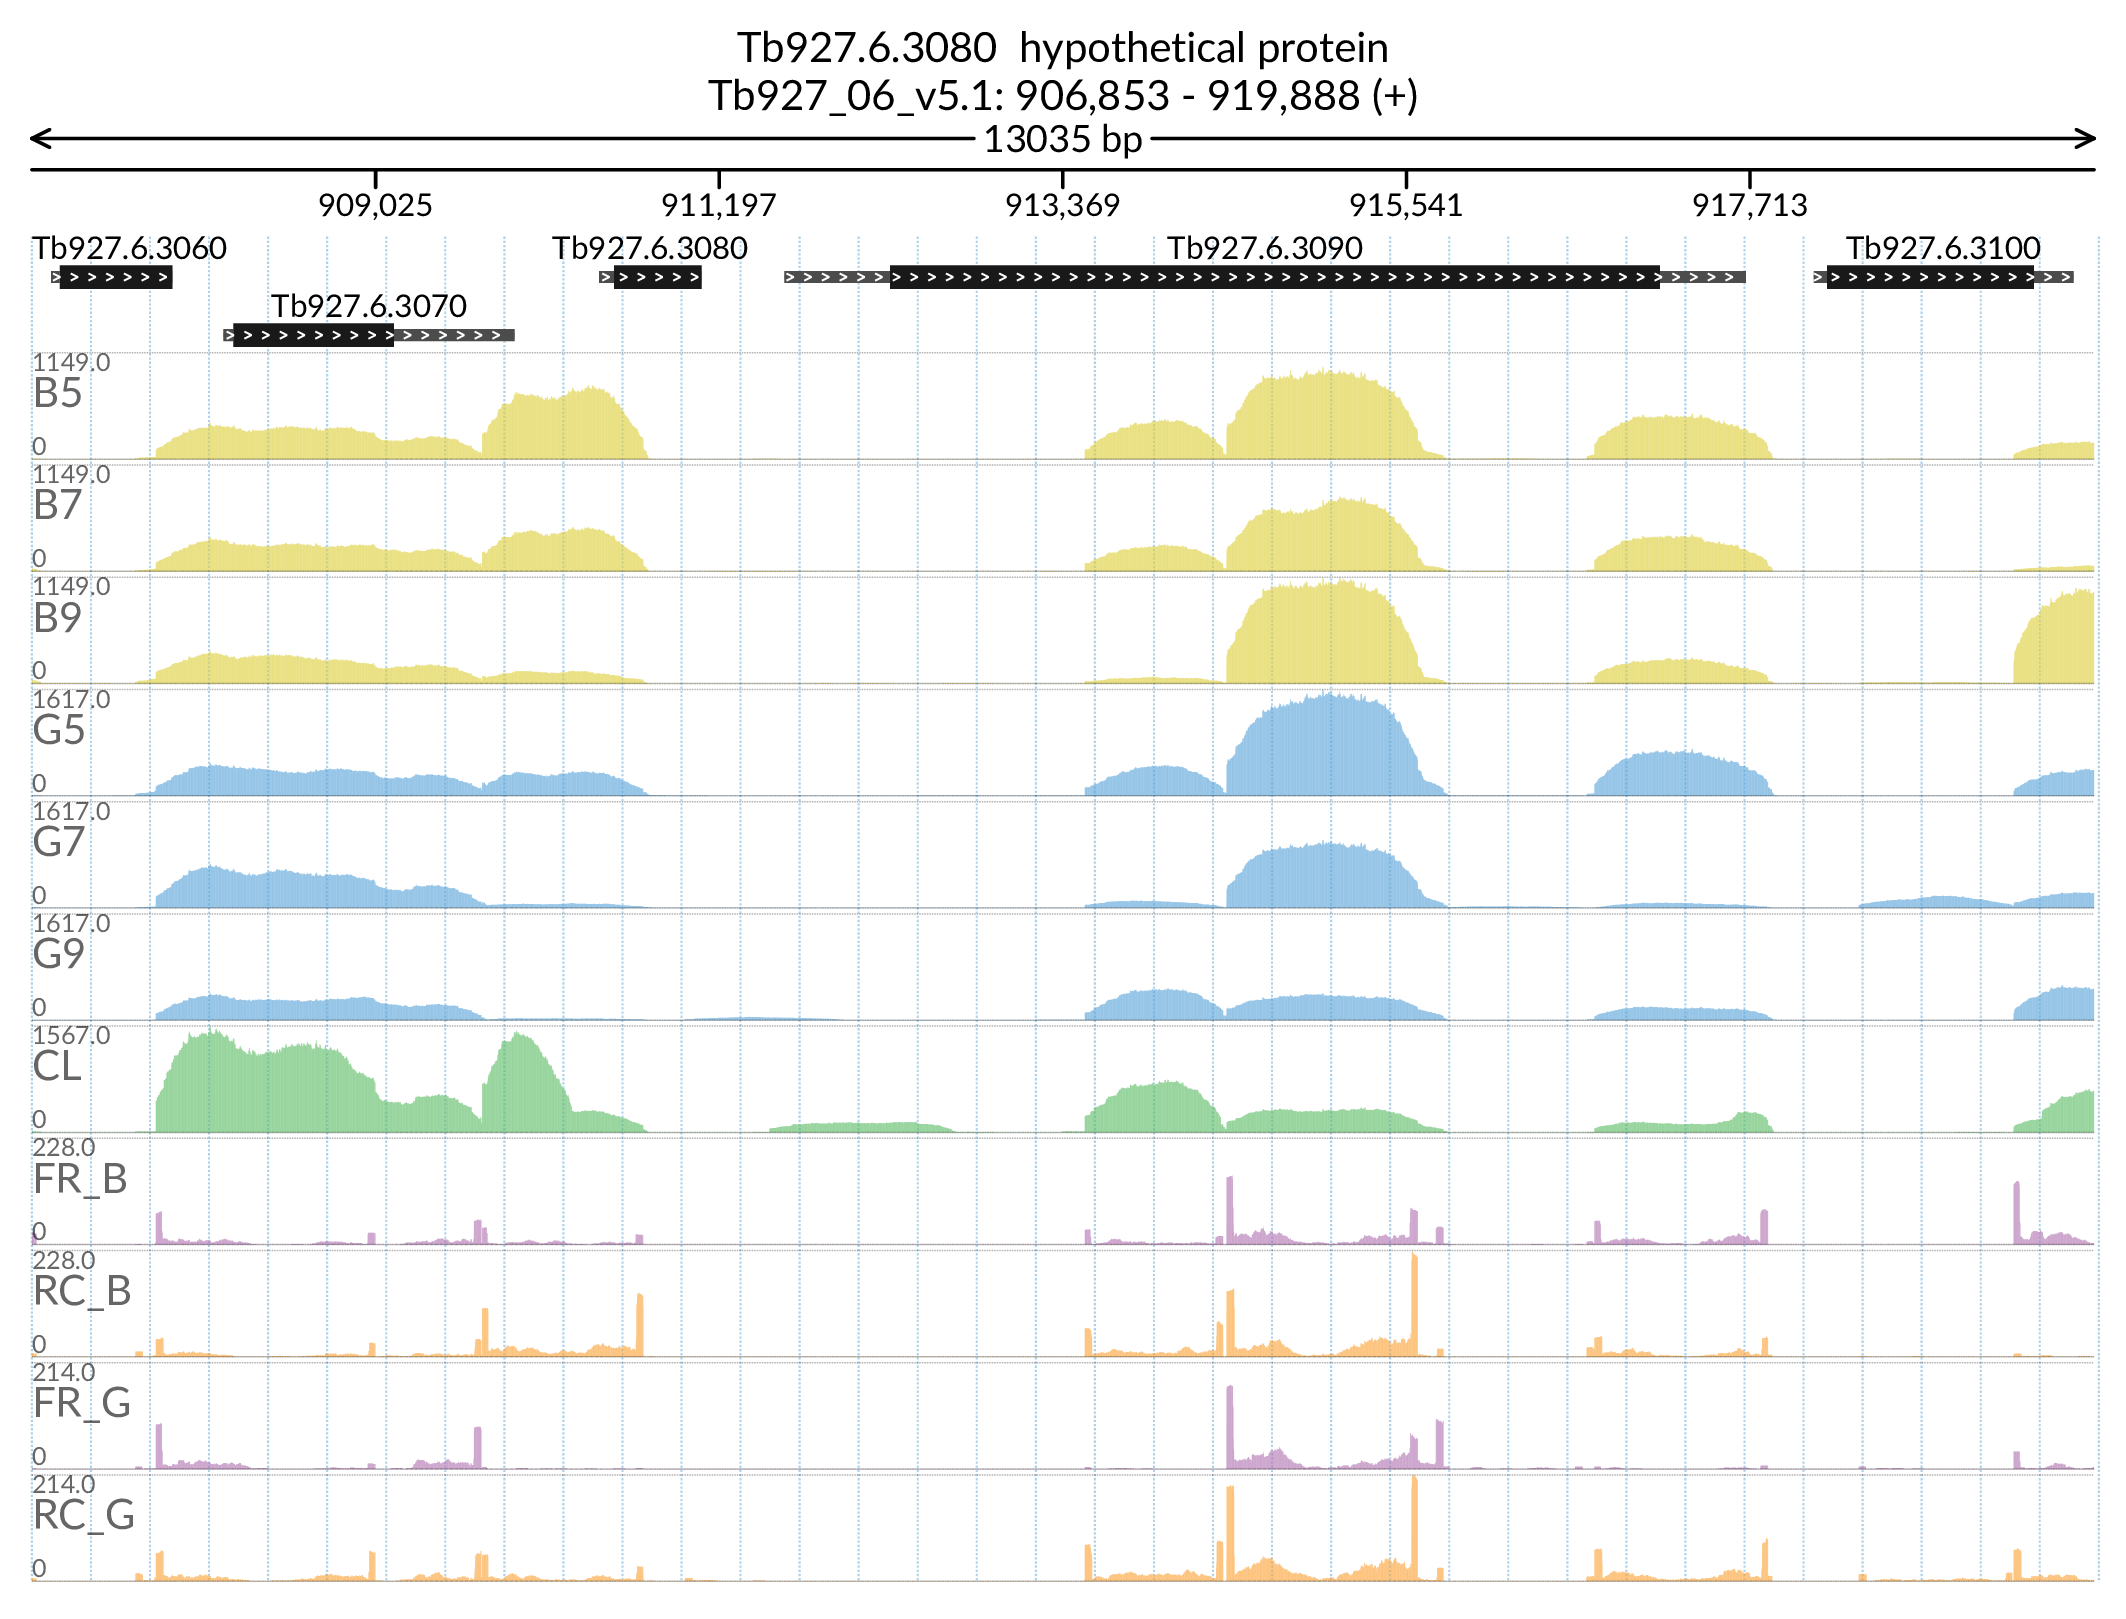 Tb927.6.3080  hypothetical protein
Tb927_06_v5.1: 906,853 - 919,888 (+)
13035 bp
909,025 911,197 913,369 915,541 917,713
Tb927.6.3060 Tb927.6.3080 Tb927.6.3090 Tb927.6.3100
Tb927.6.3070
1149.0
B5
0
1149.0
B7
0
1149.0
B9
0
1617.0
G5
0
1617.0
G7
0
1617.0
G9
0
1567.0
CL
0
228.0
FR_B
0
228.0
RC_B
0
214.0
FR_G
0
214.0
RC_G
0